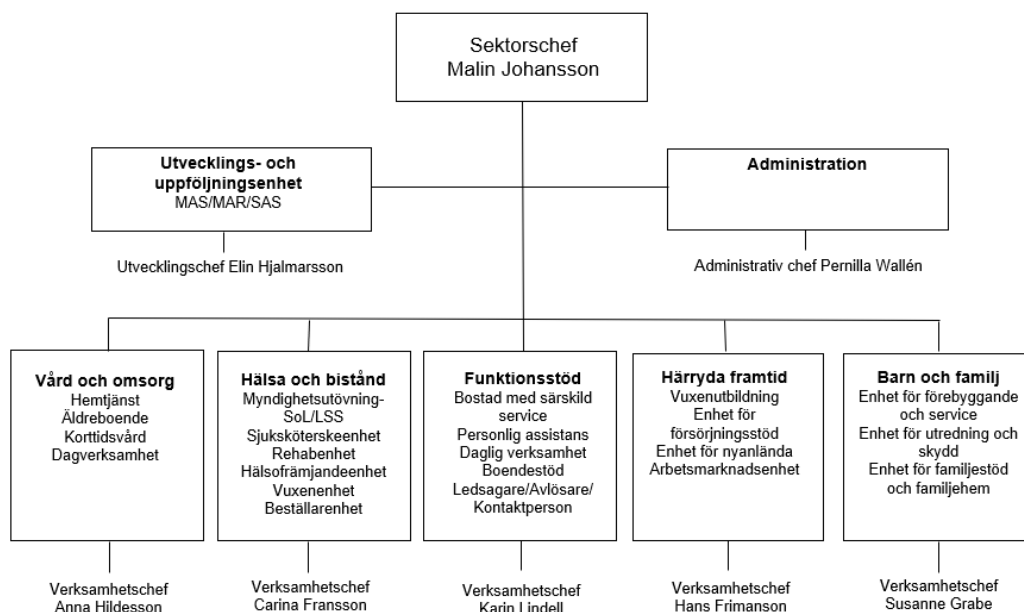 Sektorschef
Malin Johansson
Utvecklings- och
uppföljningsenhet
MAS/MAR/SAS
Utvecklingschef Elin Hjalmarsson
Administration
Administrativ chef Pernilla Wallén
Vård och omsorg
Hemtjänst
Äldreboende
Korttidsvård
Dagverksamhet
Verksamhetschef
Anna Hildesson
Hälsa och bistånd
Myndighetsutövning-
SoL/LSS
Sjuksköterskeenhet
Rehabenhet
Hälsofrämjandeenhet
Vuxenenhet
Beställarenhet
Verksamhetschef
Carina Fransson
Funktionsstöd
Bostad med särskild
service
Personlig assistans
Daglig verksamhet
Boendestöd
Ledsagare/Avlösare/
Kontaktperson
Verksamhetschef
Karin Lindell
Härryda framtid
Vuxenutbildning
Enhet för
försörjningsstöd
Enhet för nyanlända
Arbetsmarknadsenhet
Verksamhetschef
Hans Frimanson
Barn och familj
Enhet för förebyggande
och service
Enhet för utredning och
skydd
Enhet för familjestöd
och familjehem
Verksamhetschef
Susanne Grabe